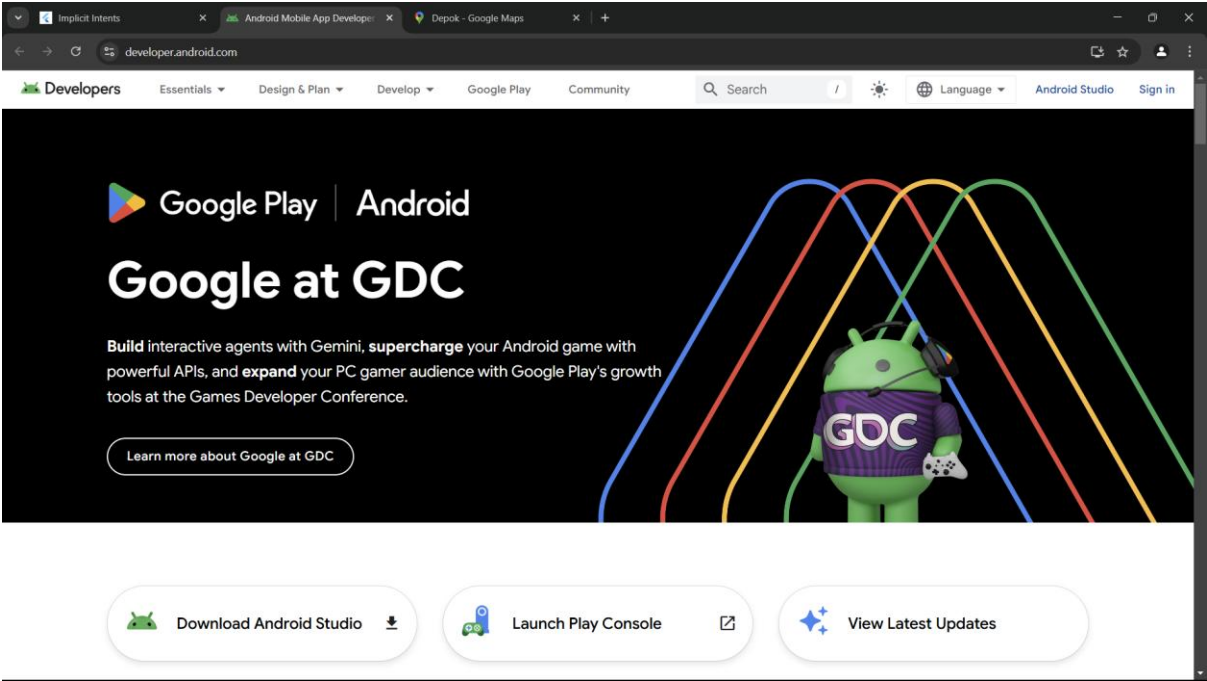 Implicit Intents
Android Mobile App Developer
Depok - Google Maps
developer.android.com
Developers
Essentials
Design & Plan
Develop
Google Play
Community
Search
/
Language
Android Studio
Sign in
Google Play | Android
Google at GDC
Build interactive agents with Gemini, supercharge your Android game with
powerful APIs, and expand your PC gamer audience with Google Play's growth
tools at the Games Developer Conference.
Learn more about Google at GDC
GDC
Download Android Studio
Launch Play Console
View Latest Updates